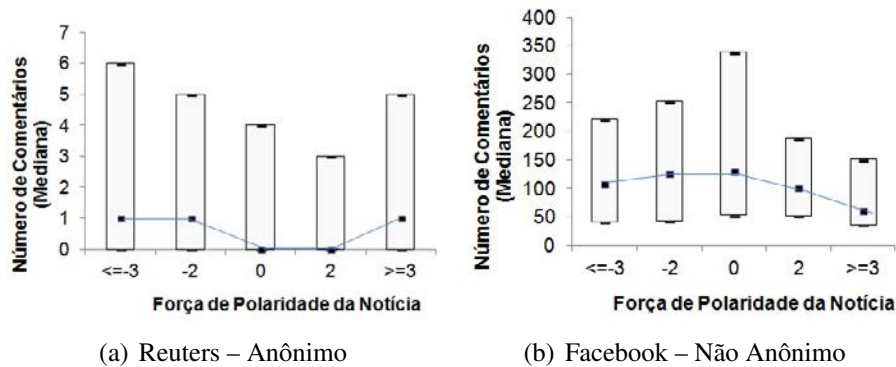 Número de Comentários
(Mediana)
7
6
5
4
3
2
1
0
<=-3 -2 0 2 >=3
Força de Polaridade da Notícia
(a) Reuters – Anônimo
Número de Comentários
(Mediana)
400
350
300
250
200
150
100
50
0
<=-3 -2 0 2 >=3
Força de Polaridade da Notícia
(b) Facebook – Não Anônimo